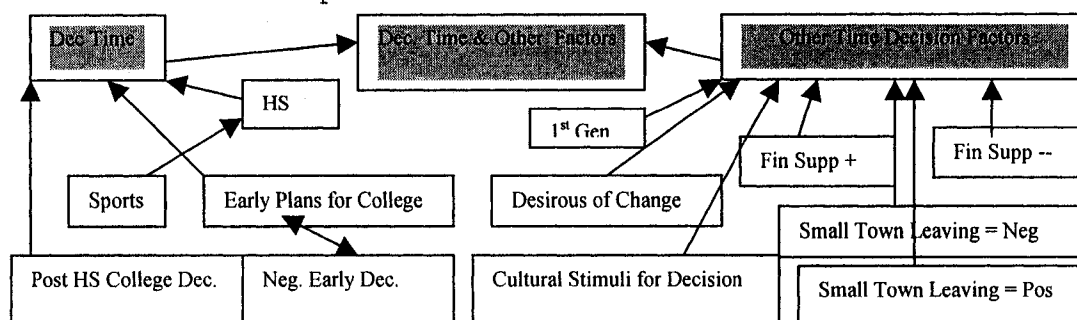 Dec Time
Dec. Time & Other Factors
Other Time Decision Factors
HS
1st Gen
Fin Supp +
Fin Supp --
Sports
Early Plans for College
Desirous of Change
Small Town Leaving = Neg
Post HS College Dec.
Neg. Early Dec.
Cultural Stimuli for Decision
Small Town Leaving = Pos